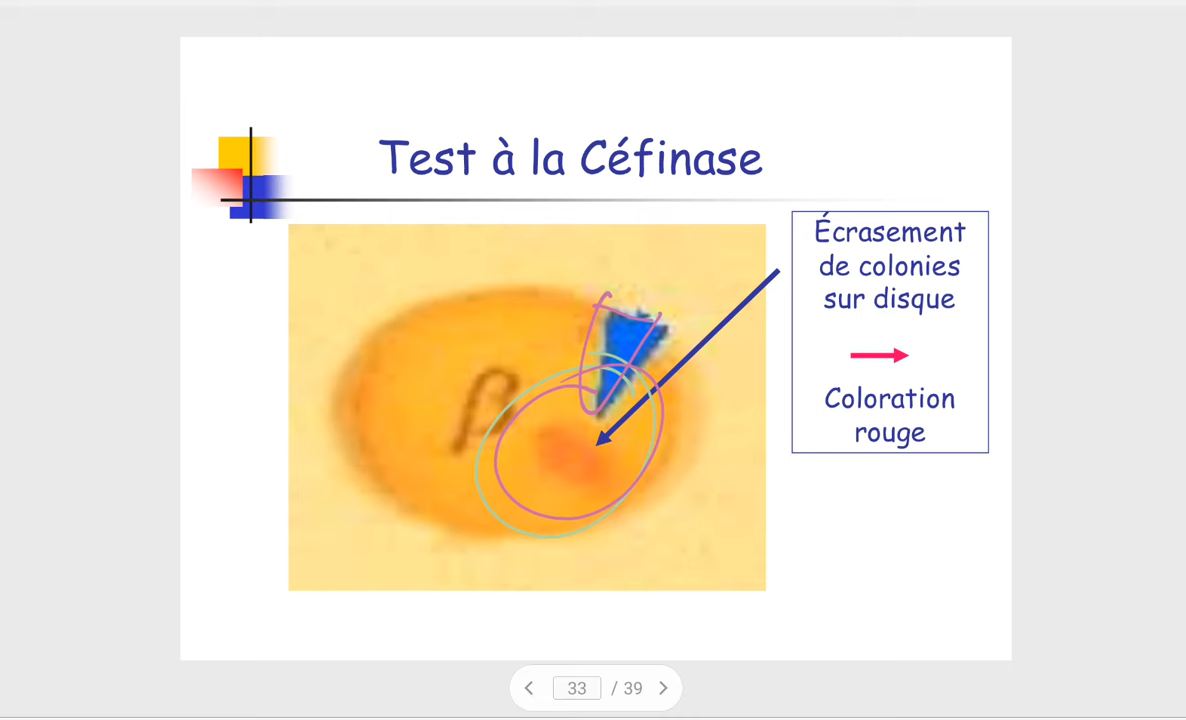 Test à la Céfinase
Écrasement
de colonies
sur disque
Coloration
rouge
β
33 / 39